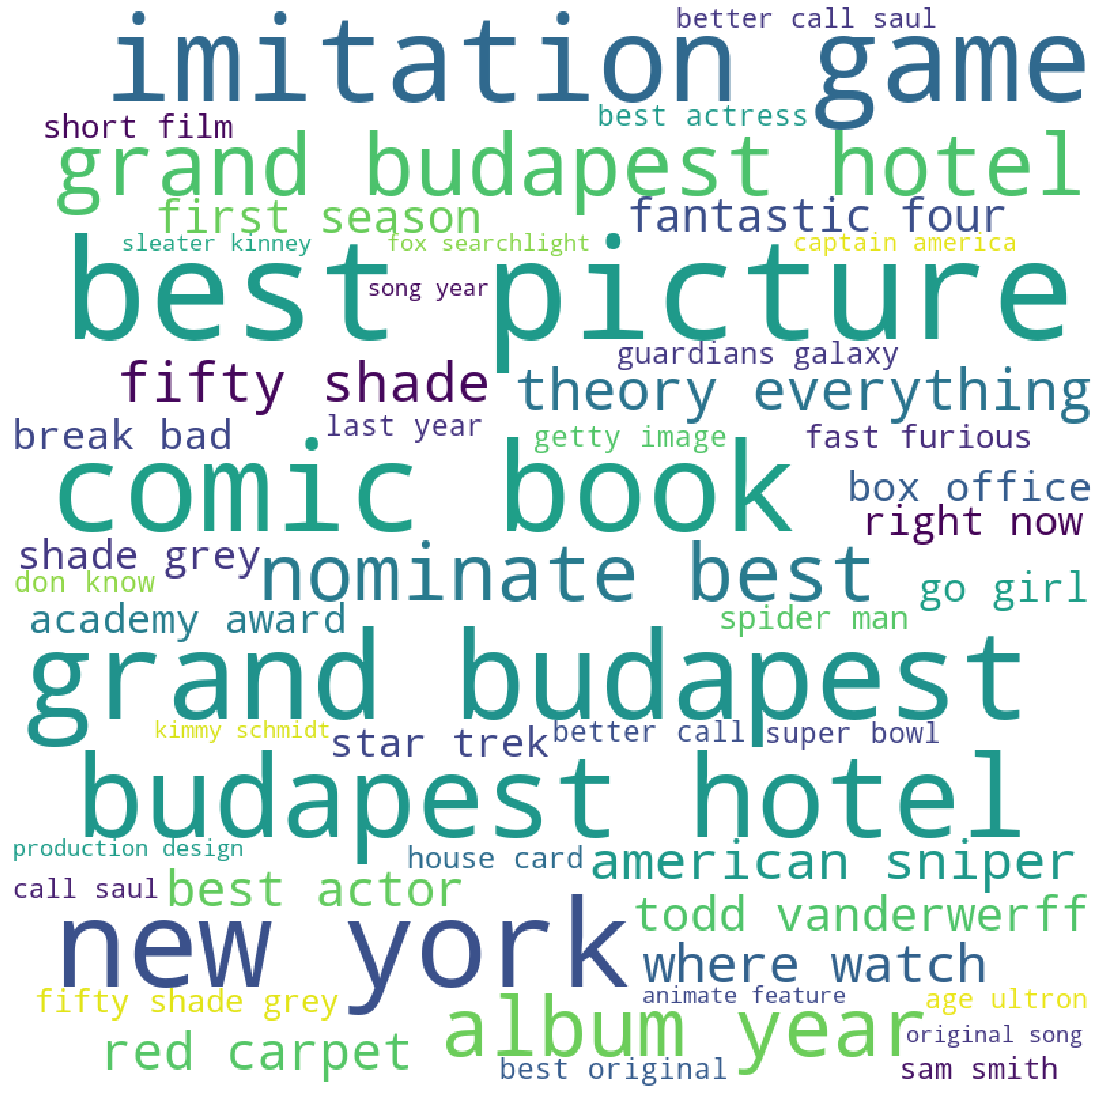 better call saul
imitation game
best actress
short film
grand budapest hotel
first season
fantastic four
sleater kinney
fox searchlight
captain america
best picture
song year
guardians galaxy
fifty shade
theory everything
last year
break bad
getty image
fast furious
comic book
box office
right now
shade grey
nominate best
don know
go girl
academy award
spider man
grand budapest
kimmy schmidt
star trek
better call
super bowl
budapest hotel
production design
house card
american sniper
call saul
best actor
new york
todd vanderwerff
where watch
fifty shade grey
animate feature
age ultron
album year
original song
red carpet
best original
sam smith